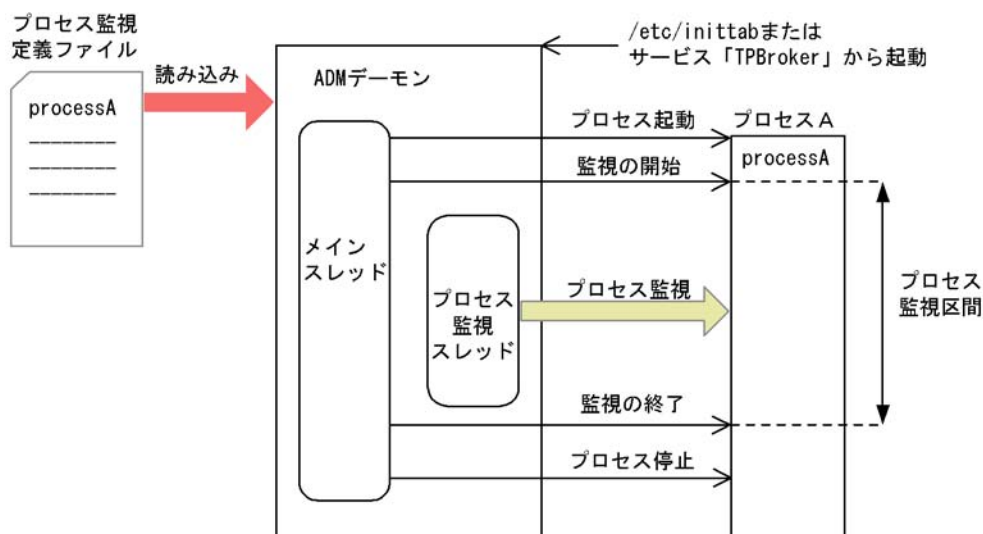 プロセス監視
定義ファイル
processA
読み込み
/etc/inittabまたは
サービス「TPBroker」から起動
ADMデーモン
プロセス起動
プロセスA
processA
監視の開始
メイン
スレッド
プロセス
監視
スレッド
プロセス監視
プロセス
監視区間
監視の終了
プロセス停止